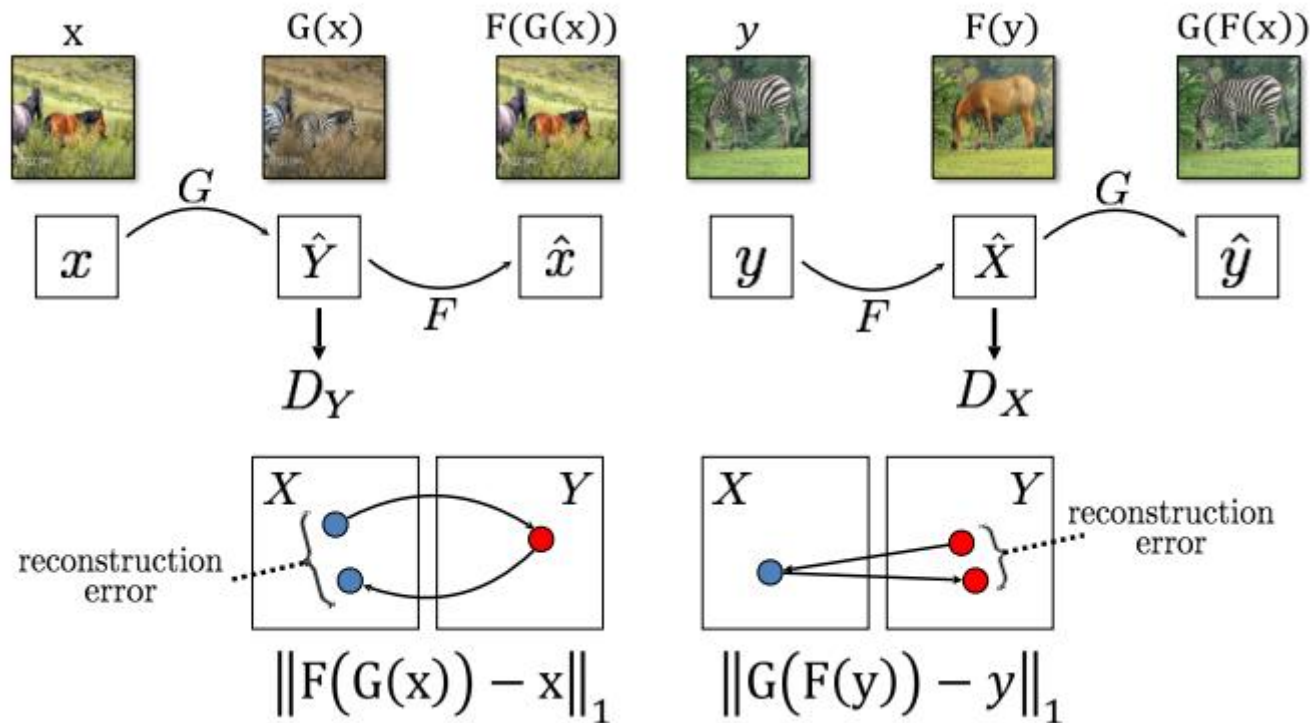 x G(x) F(G(x)) y F(y) G(F(x))
G G
x Ŷ x̂ y X̂ ŷ
F F
D_Y D_X
X Y X Y
reconstruction error reconstruction error
‖F(G(x)) − x‖₁ ‖G(F(y)) − y‖₁